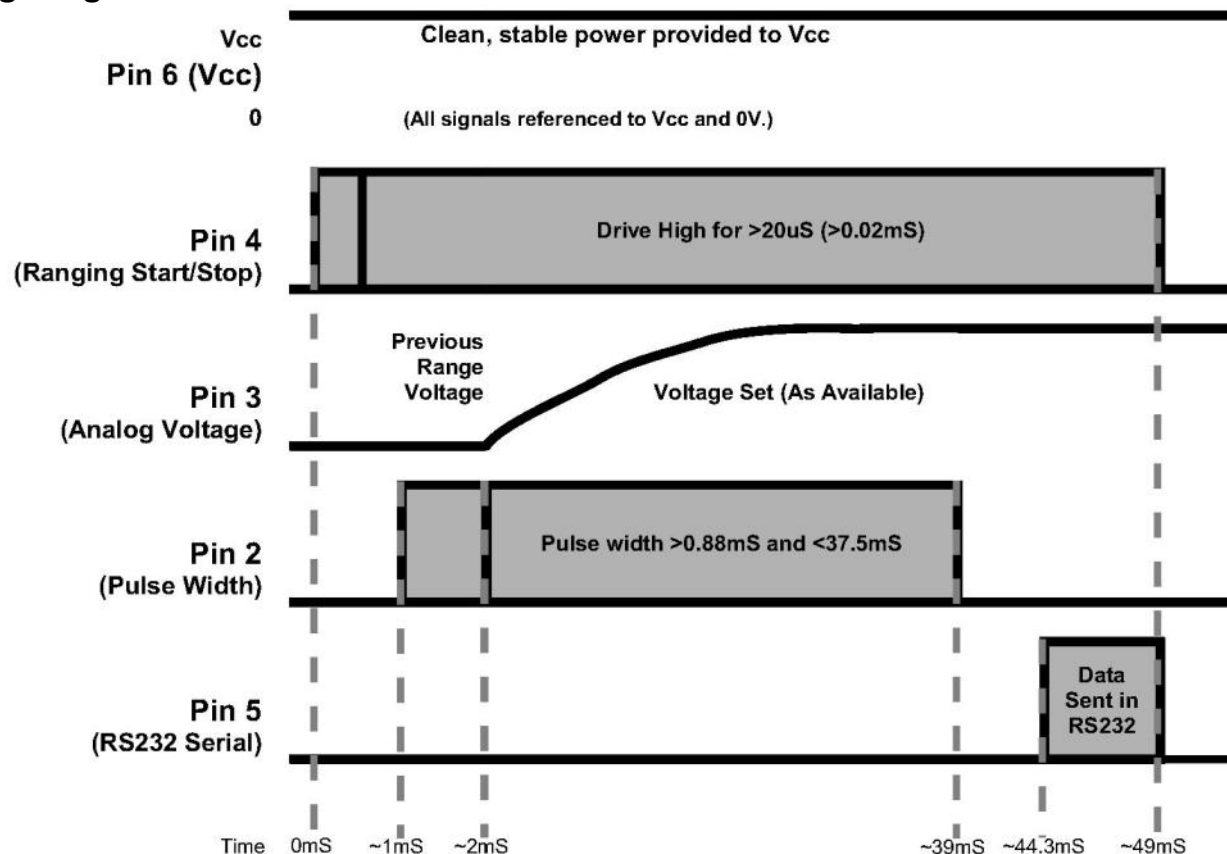 Vcc
Clean, stable power provided to Vcc
Pin 6 (Vcc)
0
(All signals referenced to Vcc and 0V.)
Pin 4
(Ranging Start/Stop)
Drive High for >20uS (>0.02mS)
Previous
Range
Voltage
Pin 3
(Analog Voltage)
Voltage Set (As Available)
Pin 2
(Pulse Width)
Pulse width >0.88mS and <37.5mS
Pin 5
(RS232 Serial)
Data
Sent in
RS232
Time 0mS ~1mS ~2mS ~39mS ~44.3mS ~49mS